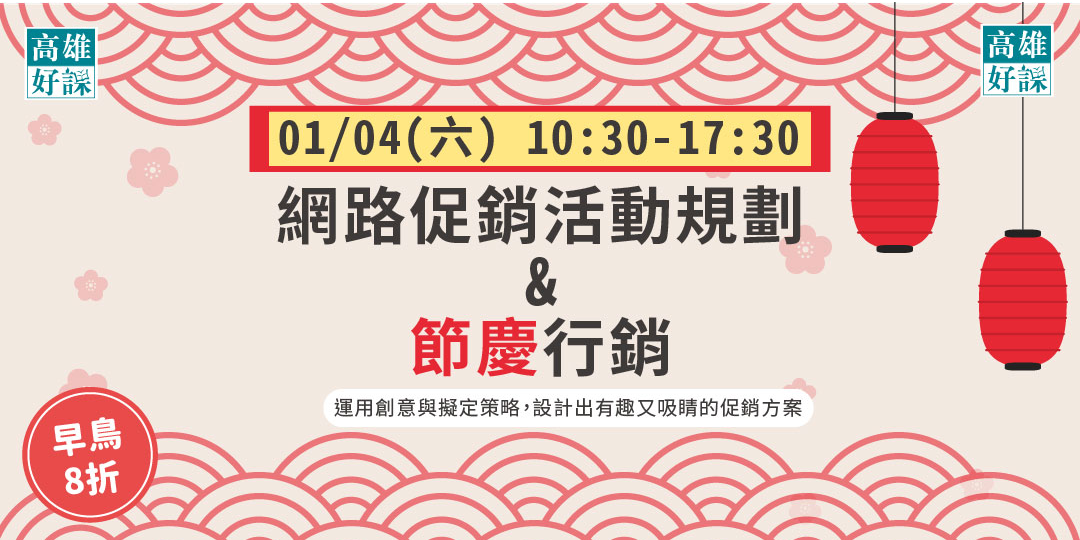 高雄
好課
高雄
好課
01/04(六) 10:30-17:30
網路促銷活動規劃
&
節慶行銷
運用創意與擬定策略,設計出有趣又吸睛的促銷方案
早鳥
8折